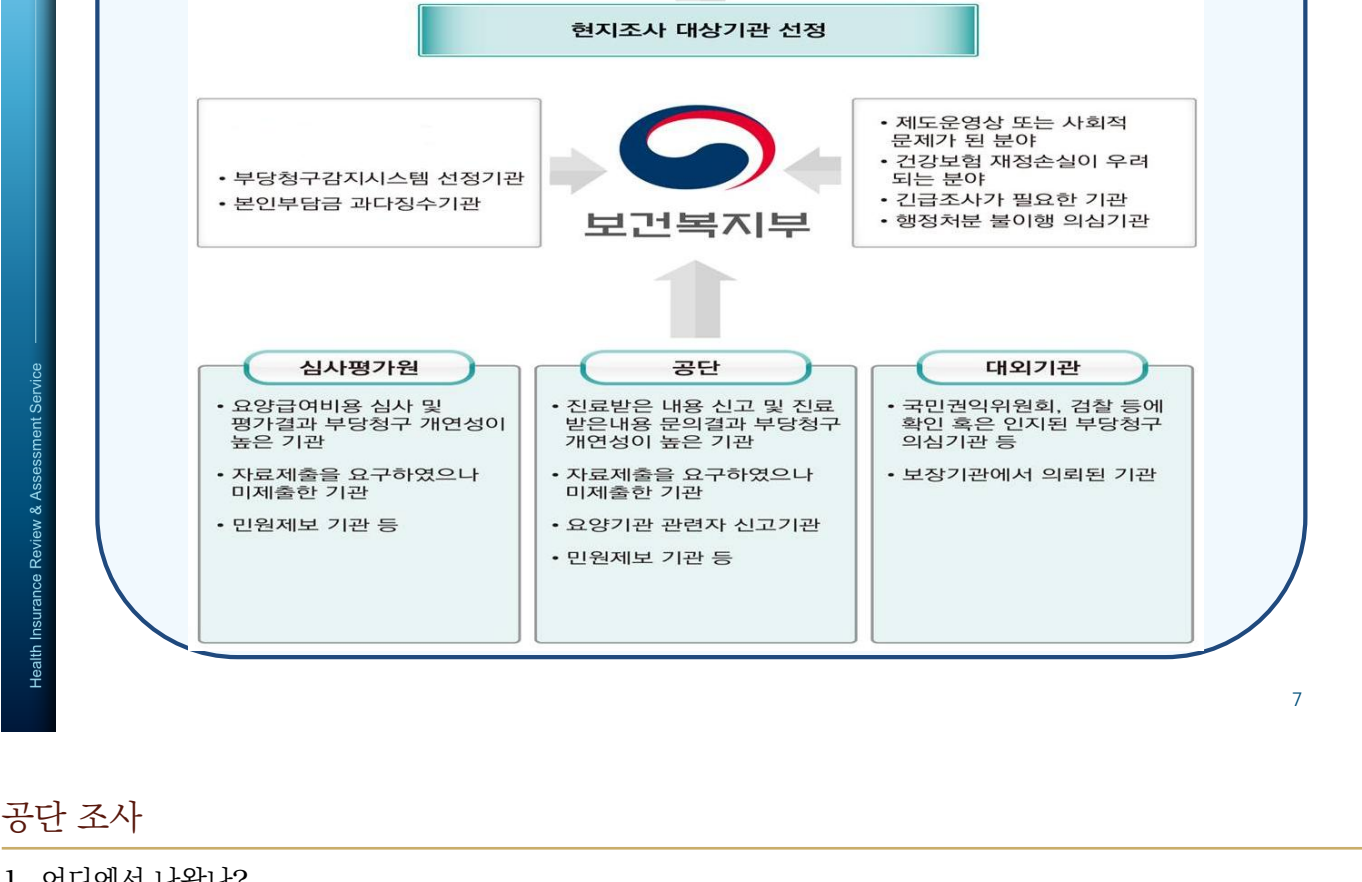 현지조사 대상기관 선정
• 부당청구감지시스템 선정기관
• 본인부담금 과다징수기관
보건복지부
• 제도운영상 또는 사회적
문제가 된 분야
• 건강보험 재정손실이 우려
되는 분야
• 긴급조사가 필요한 기관
• 행정처분 불이행 의심기관
심사평가원
• 요양급여비용 심사 및
평가결과 부당청구 개연성이
높은 기관
• 자료제출을 요구하였으나
미제출한 기관
• 민원제보 기관 등
공단
• 진료받은 내용 신고 및 진료
받은내용 문의결과 부당청구
개연성이 높은 기관
• 자료제출을 요구하였으나
미제출한 기관
• 요양기관 관련자 신고기관
• 민원제보 기관 등
대외기관
• 국민권익위원회, 검찰 등에
확인 혹은 인지된 부당청구
의심기관 등
• 보장기관에서 의뢰된 기관
Health Insurance Review & Assessment Service
7
공단 조사
1. 어디에서 나왔나?